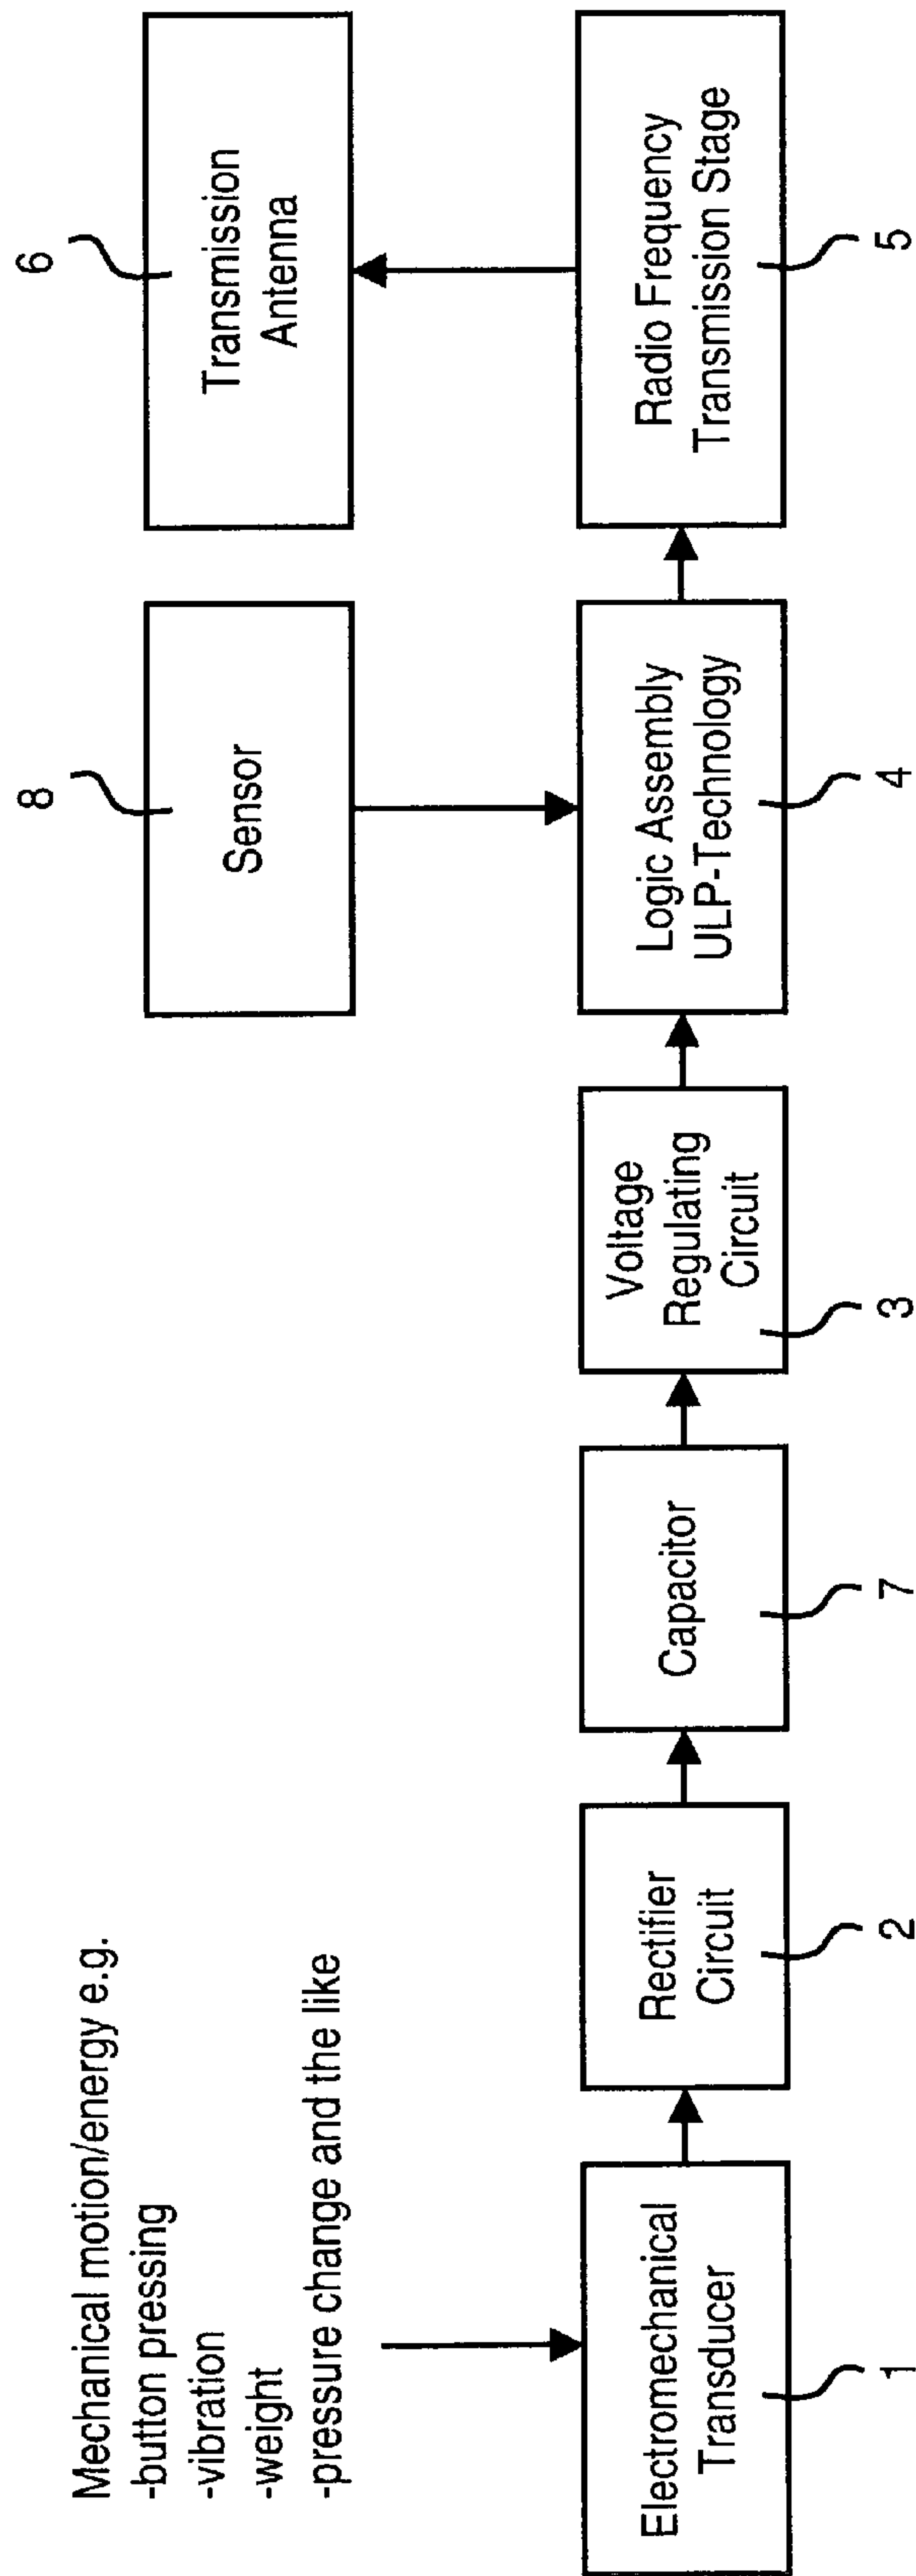 Mechanical motion/energy e.g.
-button pressing
-vibration
-weight
-pressure change and the like
8
Sensor
6
Transmission
Antenna
Electromechanical
Transducer
1
Rectifier
Circuit
2
Capacitor
7
Voltage
Regulating
Circuit
3
Logic Assembly
ULP-Technology
4
Radio Frequency
Transmission Stage
5